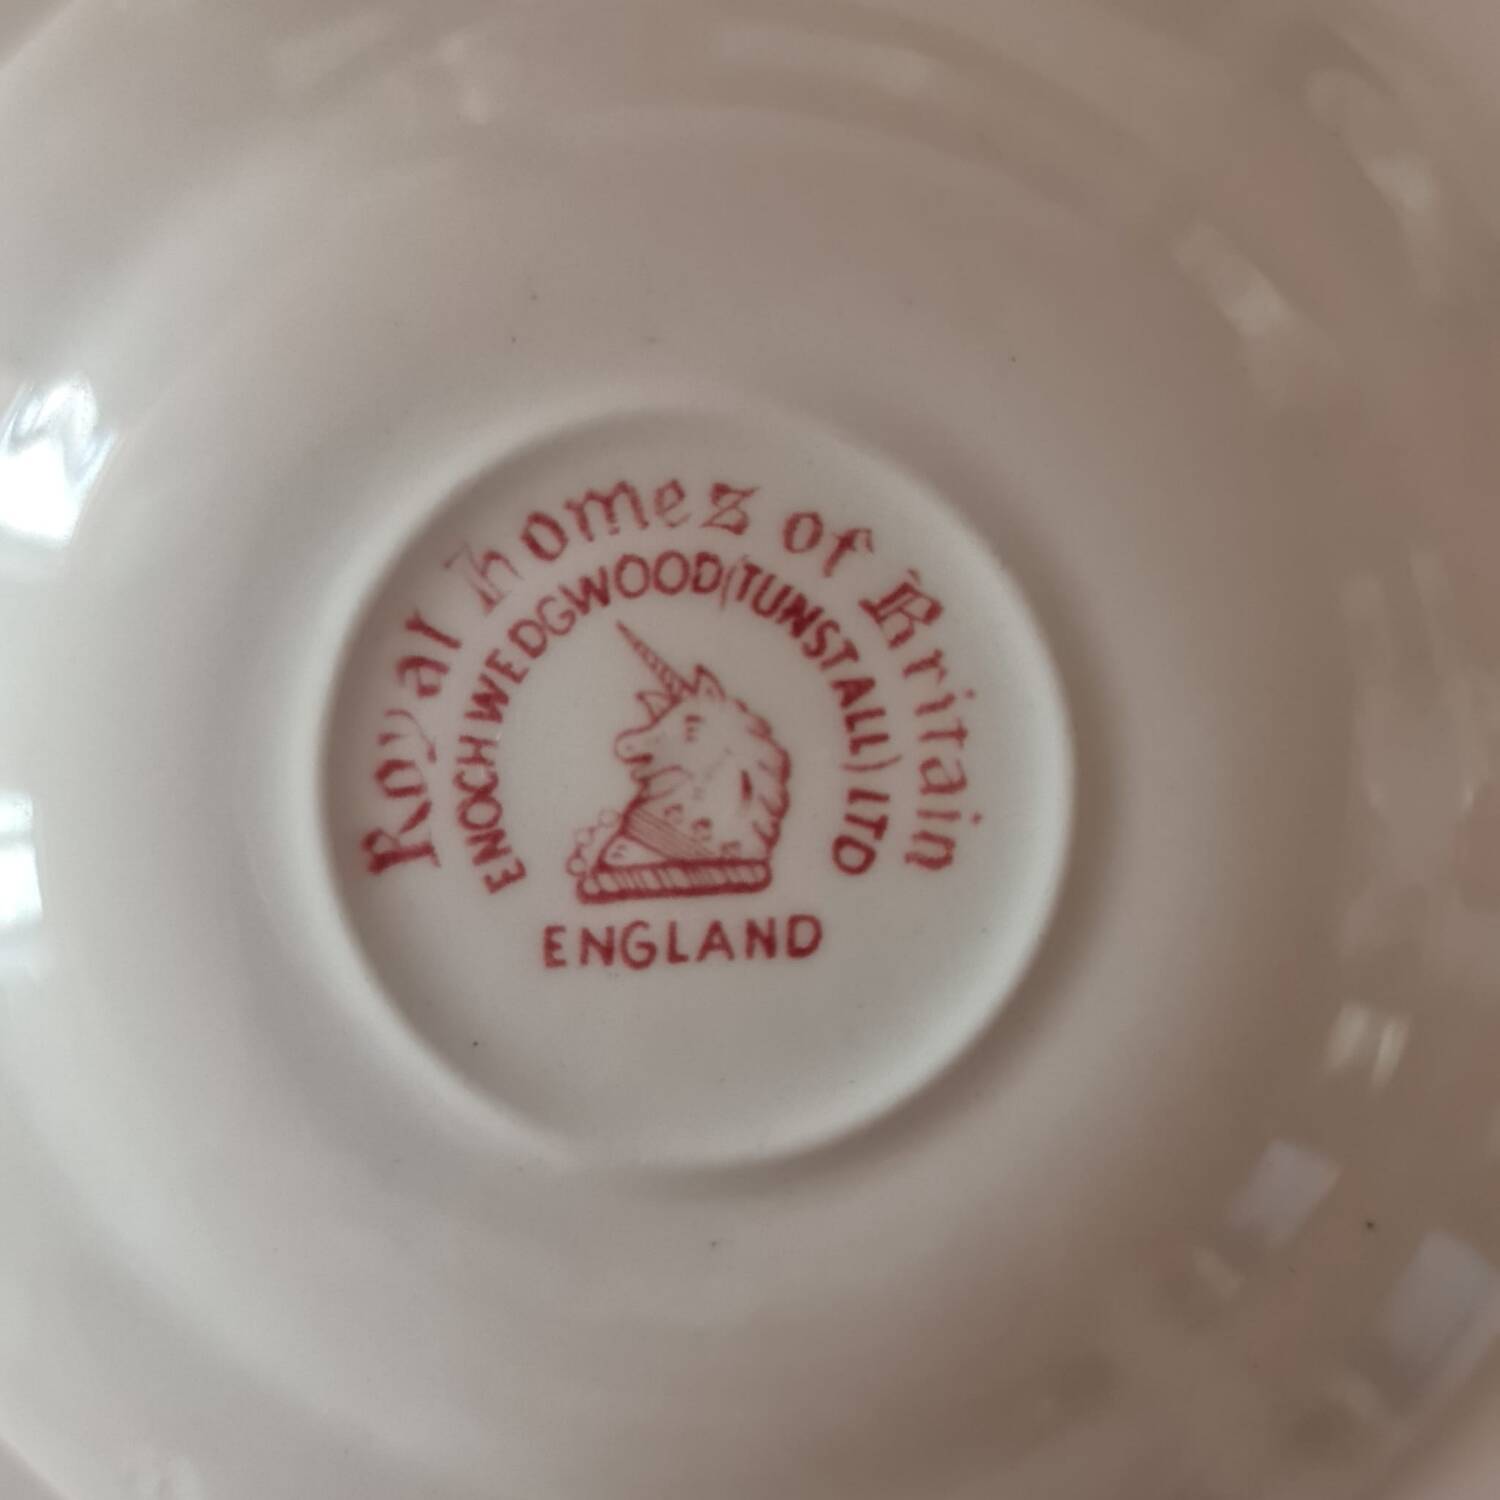 Royal Homes of Britain
ENOCH WEDGWOOD (TUNSTALL) LTD
ENGLAND